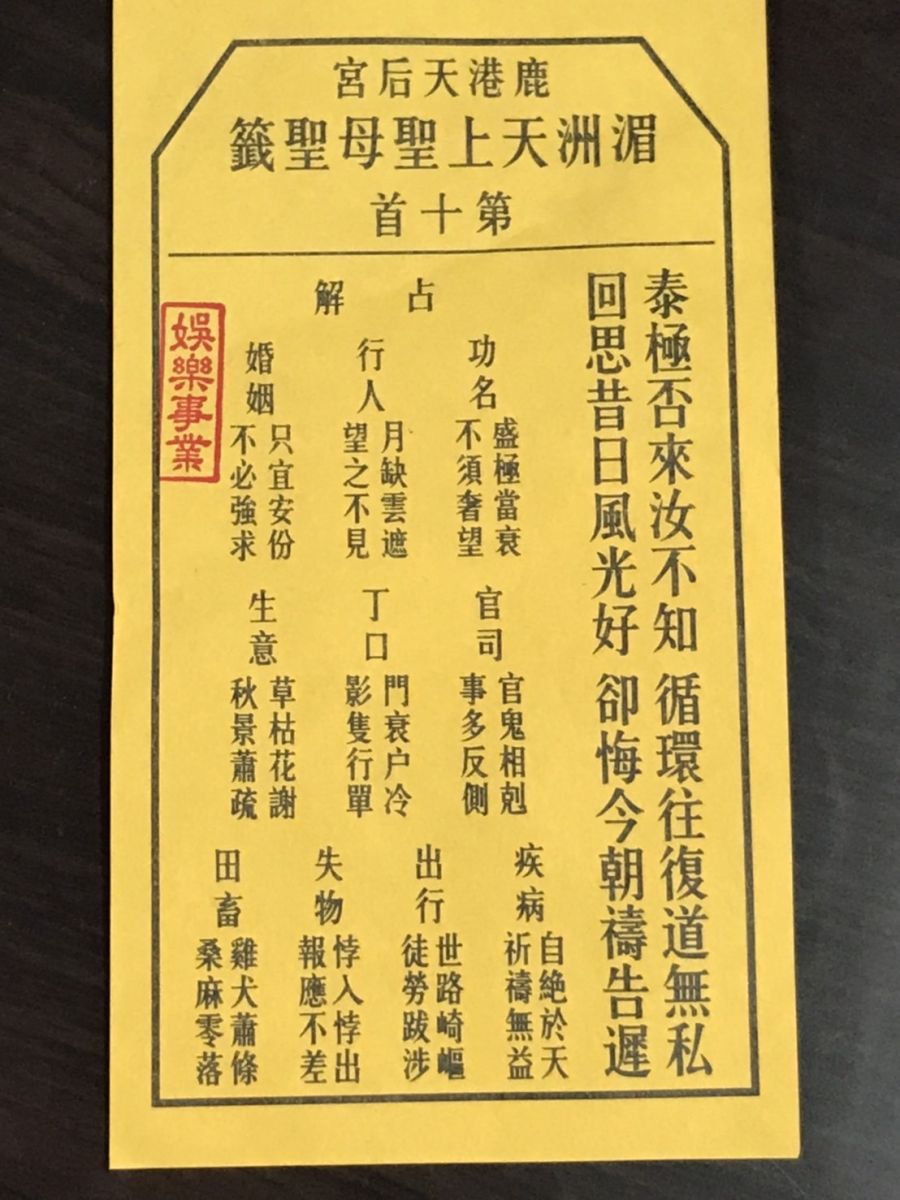 鹿港天后宮
湄洲天上聖母聖籤
第十首
泰極否來汝不知 循環往復道無私
回思昔日風光好 卻悔今朝禱告遲
占解
功名
盛極當衰
不須奢望
官司
官鬼相剋
事多反側
疾病
自絕於天
祈禱無益
行人
月缺雲遮
望之不見
丁口
門衰户冷
影隻行單
出行
世路崎嶇
徒勞跋涉
婚姻
只宜安份
不必強求
生意
草枯花謝
秋景蕭疏
失物
悖入悖出
報應不差
田畜
雞犬蕭條
桑麻零落
娛樂事業